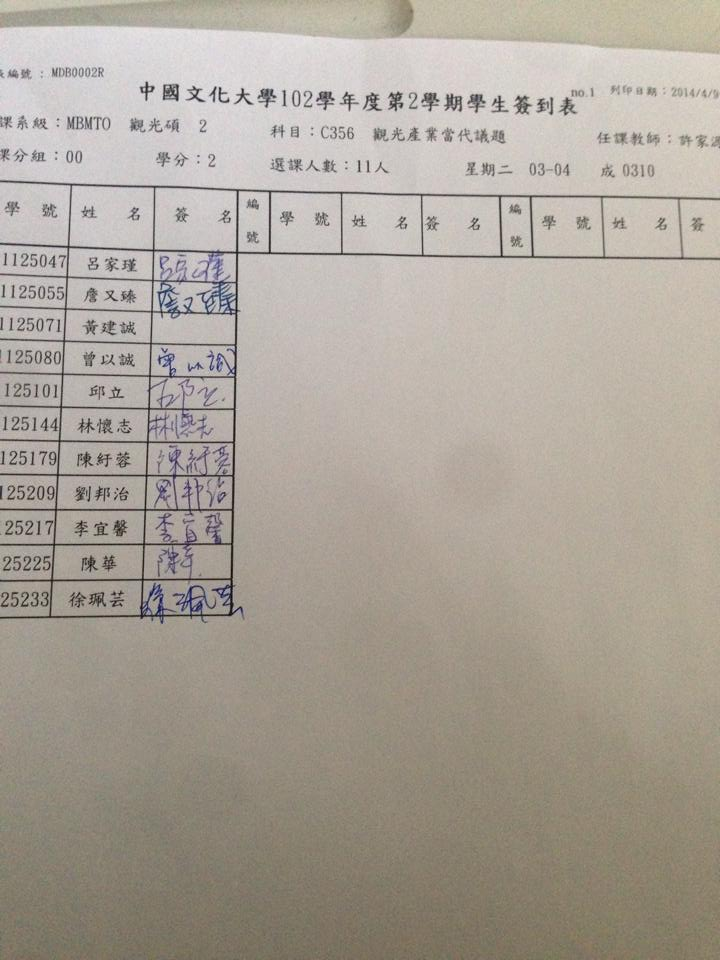 表編號：MDB0002R
中國文化大學102學年度第2學期學生簽到表
no.1 列印日期：2014/4/9
課系級：MBMTO 觀光碩 2 科目：C356 觀光產業當代議題 任課教師：許家源
課分組：00 學分：2 選課人數：11人 星期二 03-04 成 0310
學號 姓名 簽名 編號 學號 姓名 簽名 編號 學號 姓名 簽
1125047 呂家瑾 呂家瑾
1125055 詹又臻 詹又臻
1125071 黃建誠
1125080 曾以誠 曾以誠
125101 邱立 邱立
125144 林懷志 林懷志
125179 陳紆蓉 陳紆蓉
125209 劉邦治 劉邦治
25217 李宜馨 李宜馨
25225 陳華 陳華
25233 徐珮芸 徐珮芸